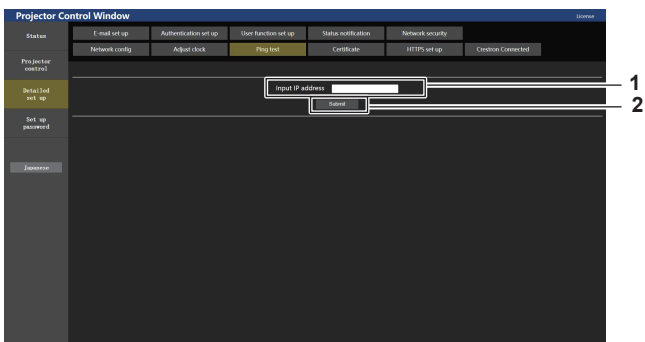 Projector Control Window
License
Status
E-mail set up
Authentication set up
User function set up
Status notification
Network security
Network config
Adjust clock
Ping test
Certificate
HTTPS set up
Crestron Connected
Projector
control
Detailed
set up
Set up
password
Japanese
Input IP address
1
Submit
2